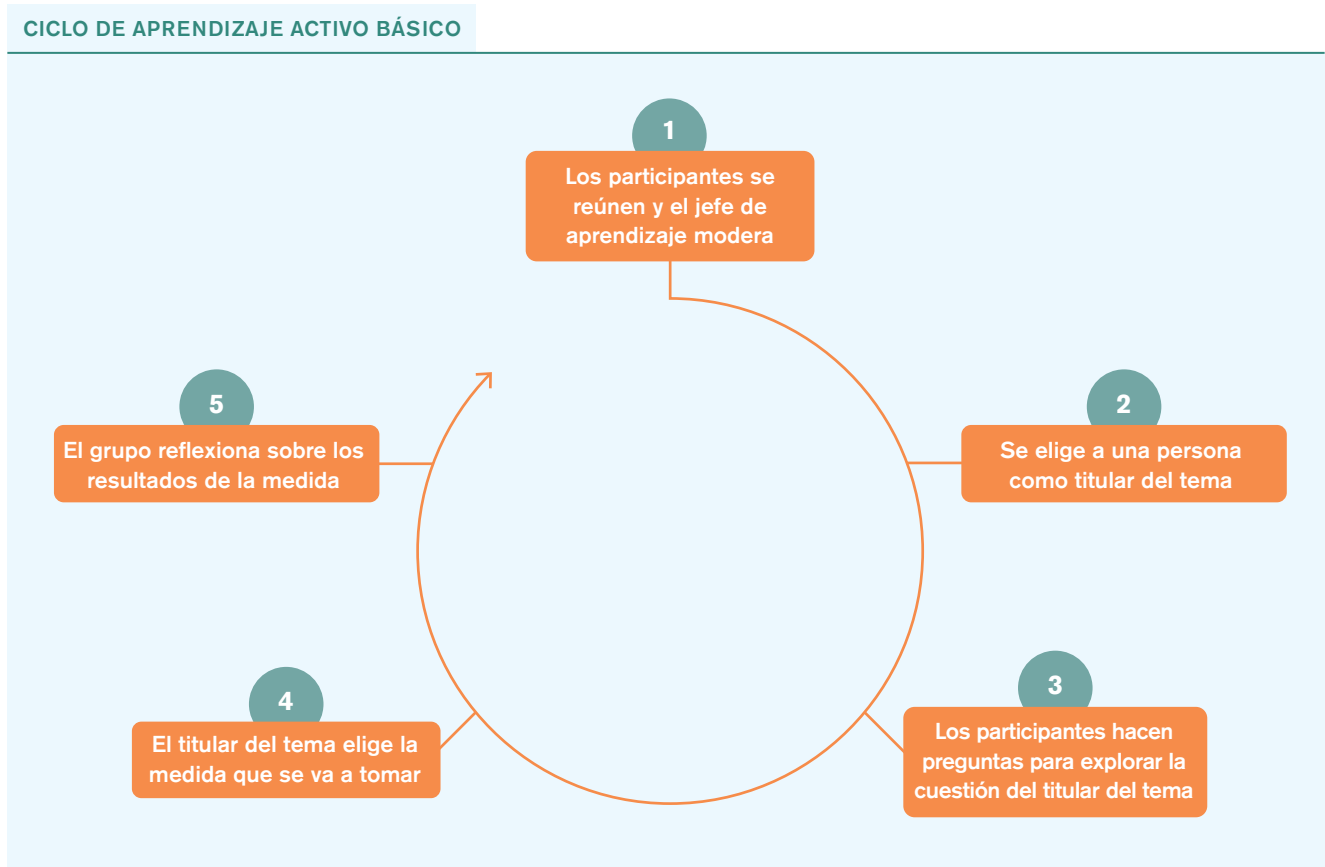 CICLO DE APRENDIZAJE ACTIVO BÁSICO
1
Los participantes se
reúnen y el jefe de
aprendizaje modera
2
Se elige a una persona
como titular del tema
3
Los participantes hacen
preguntas para explorar la
cuestión del titular del tema
4
El titular del tema elige la
medida que se va a tomar
5
El grupo reflexiona sobre los
resultados de la medida